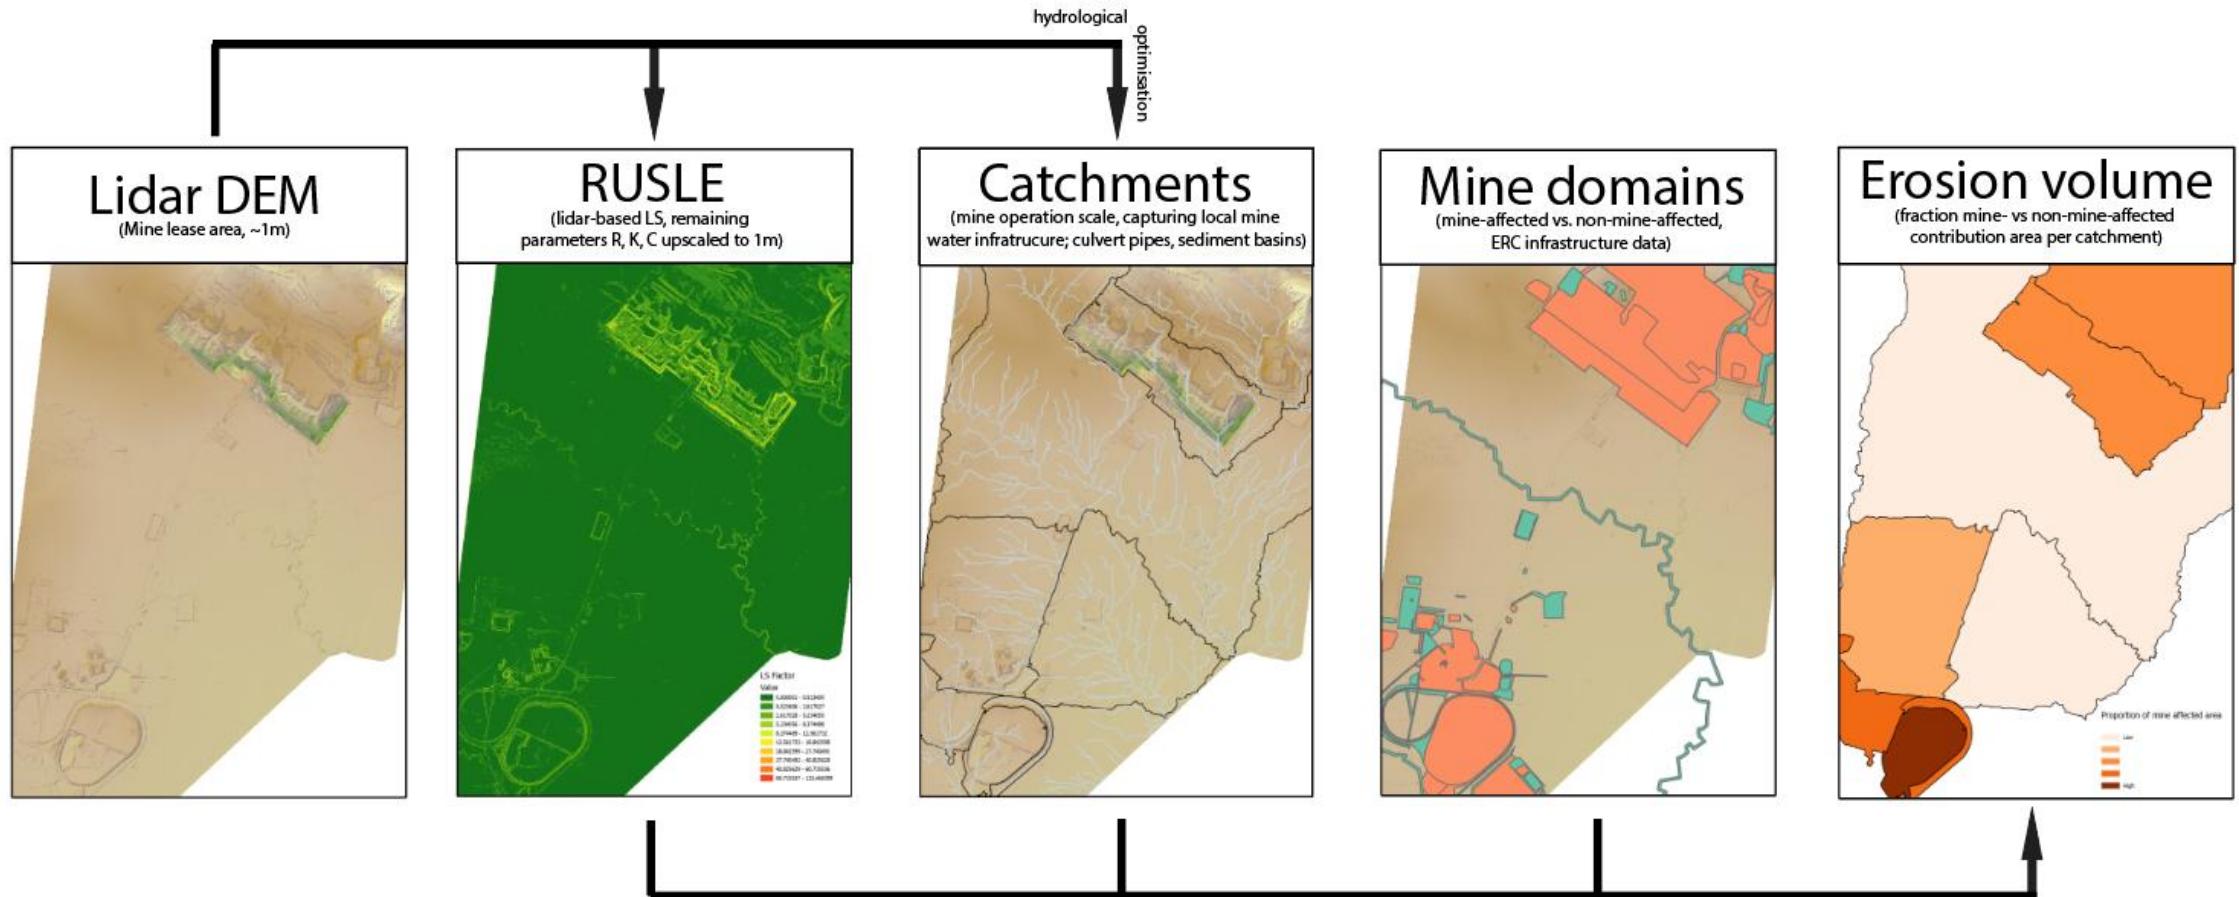 hydrological
optimisation
Lidar DEM
(Mine lease area, ~1m)
RUSLE
(lidar-based LS, remaining
parameters R, K, C upscaled to 1m)
Catchments
(mine operation scale, capturing local mine
water infratrucure; culvert pipes, sediment basins)
Mine domains
(mine-affected vs. non-mine-affected,
ERC infrastructure data)
Erosion volume
(fraction mine- vs non-mine-affected
contribution area per catchment)
LS Factor
Value
Proportion of mine affected area
Low
High